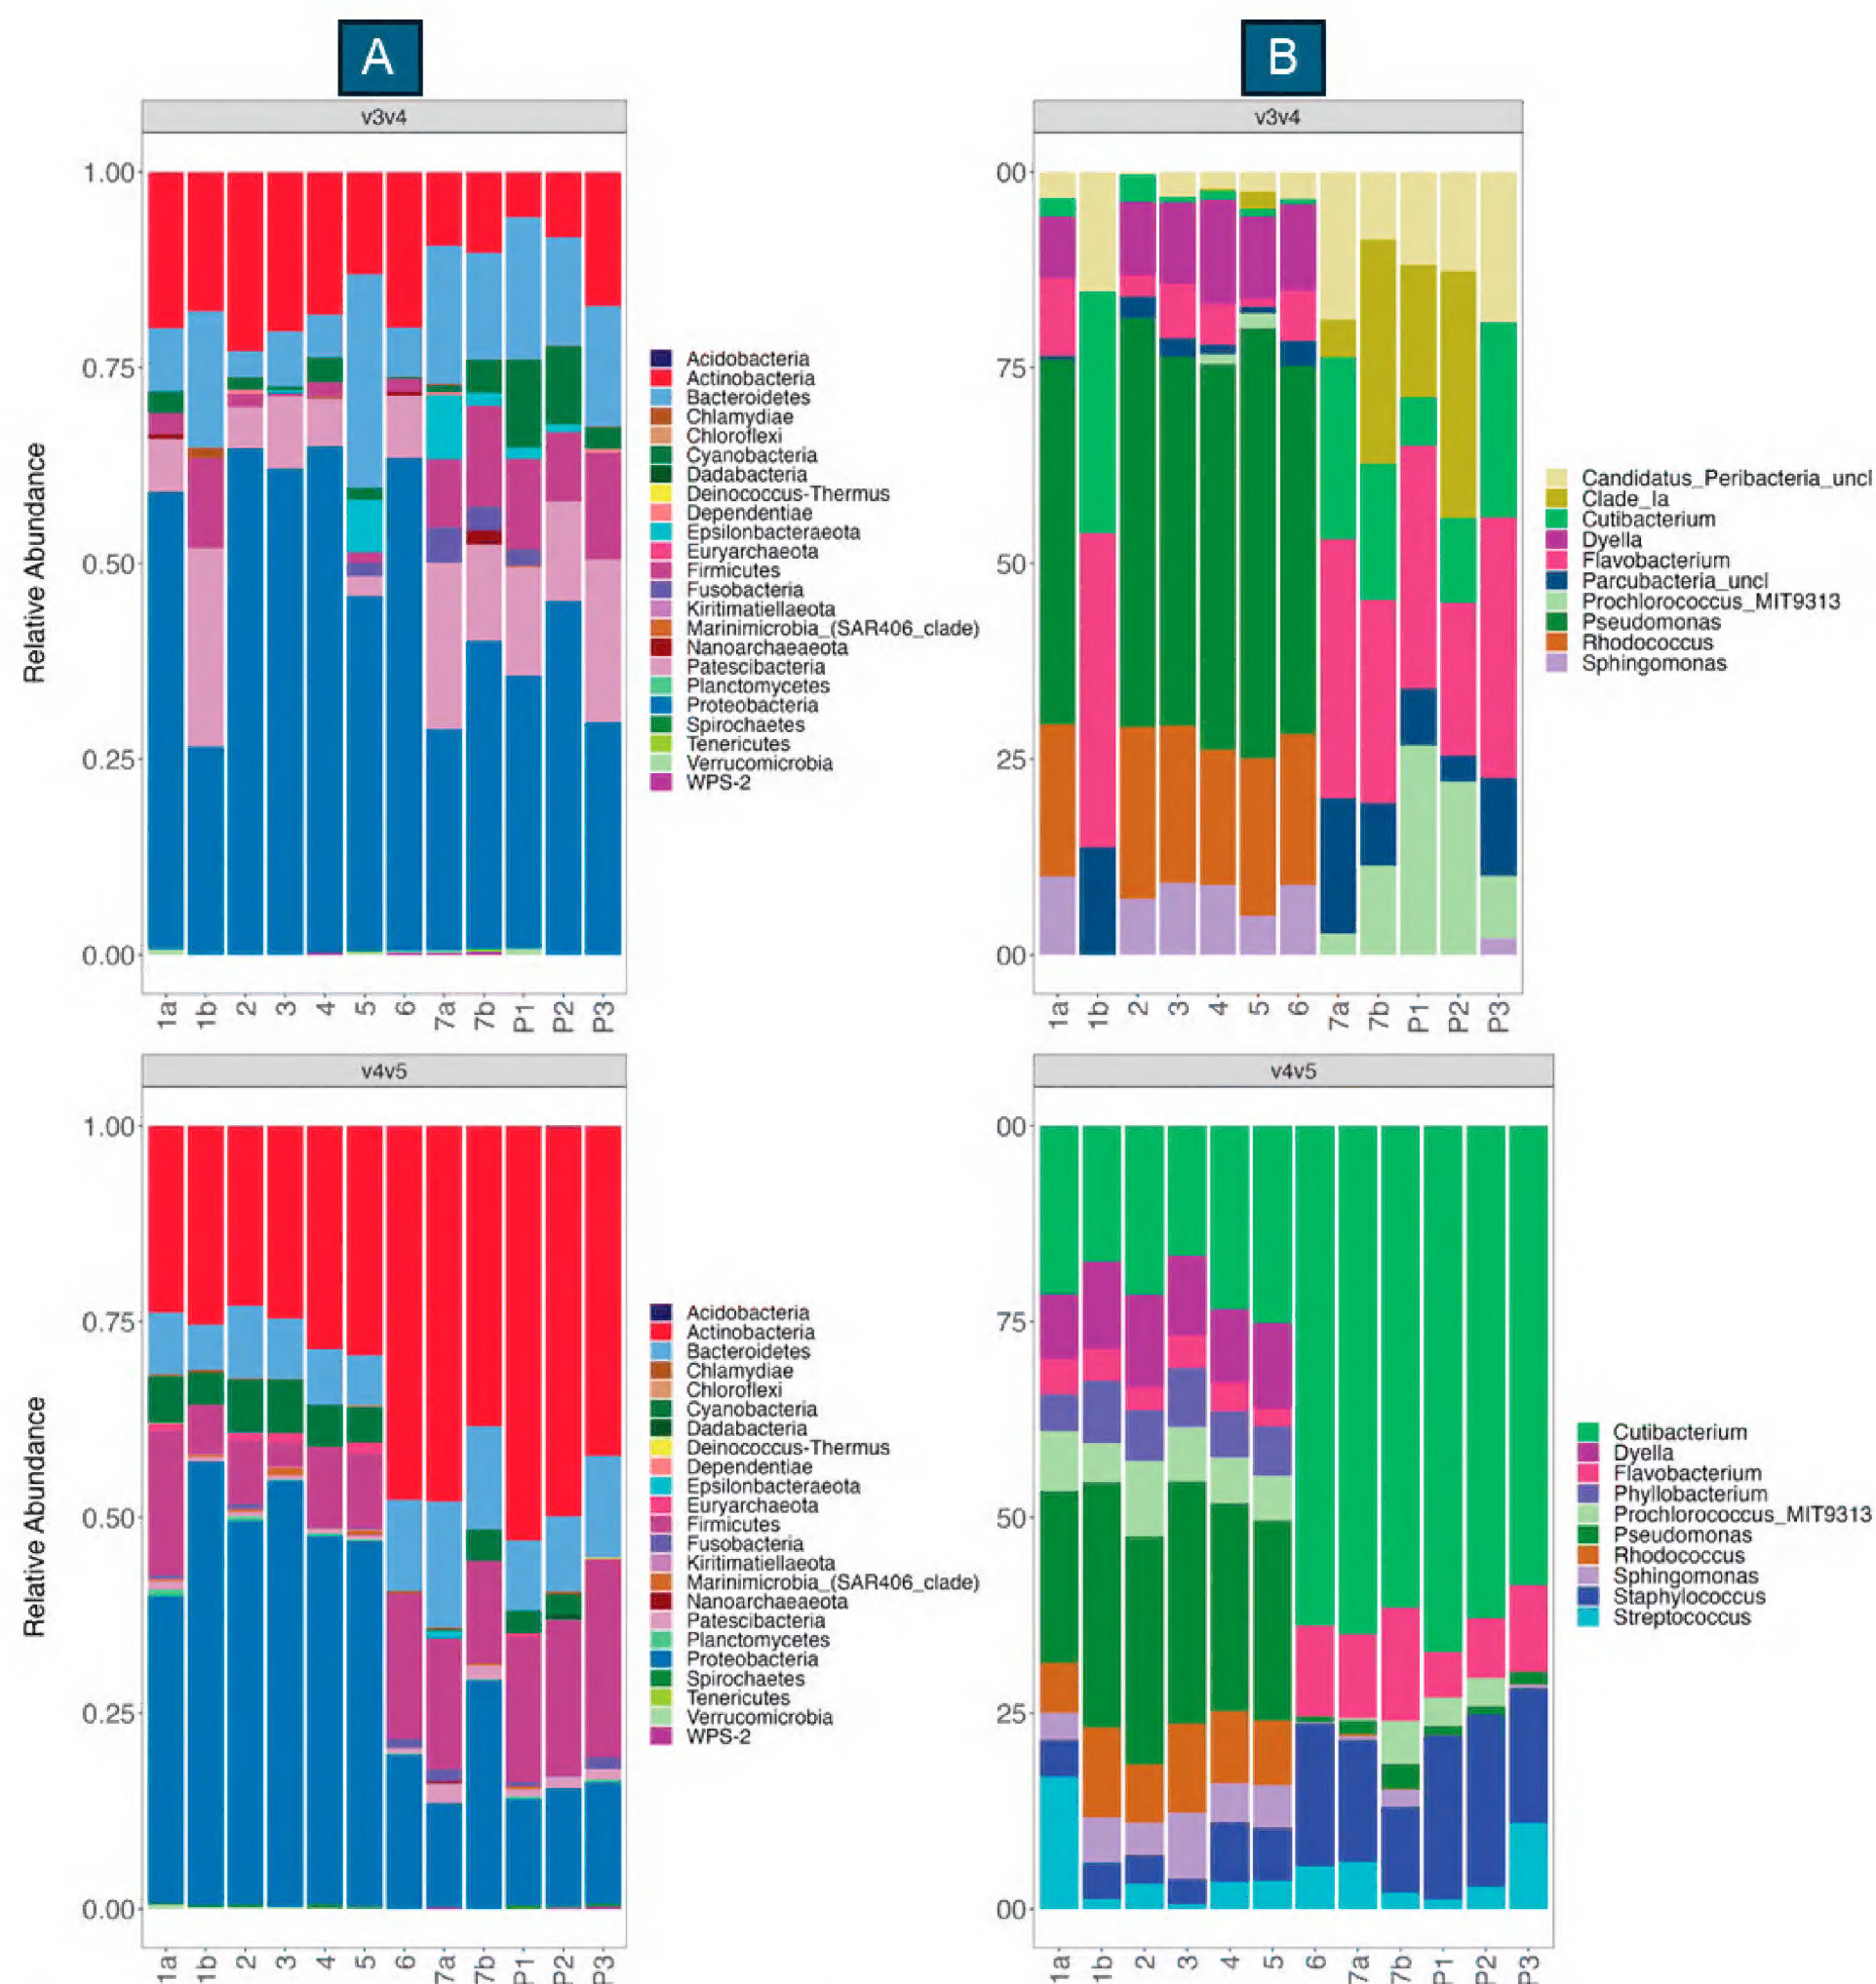 A
B
v3v4
v3v4
Relative Abundance
1.00
0.75
0.50
0.25
0.00
1a 1b 2 3 4 5 6 7a 7b P1 P2 P3
Acidobacteria
Actinobacteria
Bacteroidetes
Chlamydiae
Chloroflexi
Cyanobacteria
Dadabacteria
Deinococcus-Thermus
Dependentiae
Epsilonbacteraeota
Euryarchaeota
Firmicutes
Fusobacteria
Kiritimatiellaeota
Marinimicrobia_(SAR406_clade)
Nanoarchaeaeota
Patescibacteria
Planctomycetes
Proteobacteria
Spirochaetes
Tenericutes
Verrucomicrobia
WPS-2
00
75
50
25
00
1a 1b 2 3 4 5 6 7a 7b P1 P2 P3
Candidatus_Peribacteria_uncl
Clade_Ia
Cutibacterium
Dyella
Flavobacterium
Parcubacteria_uncl
Prochlorococcus_MIT9313
Pseudomonas
Rhodococcus
Sphingomonas
v4v5
v4v5
Relative Abundance
1.00
0.75
0.50
0.25
0.00
1a 1b 2 3 4 5 6 7a 7b P1 P2 P3
Acidobacteria
Actinobacteria
Bacteroidetes
Chlamydiae
Chloroflexi
Cyanobacteria
Dadabacteria
Deinococcus-Thermus
Dependentiae
Epsilonbacteraeota
Euryarchaeota
Firmicutes
Fusobacteria
Kiritimatiellaeota
Marinimicrobia_(SAR406_clade)
Nanoarchaeaeota
Patescibacteria
Planctomycetes
Proteobacteria
Spirochaetes
Tenericutes
Verrucomicrobia
WPS-2
00
75
50
25
00
1a 1b 2 3 4 5 6 7a 7b P1 P2 P3
Cutibacterium
Dyella
Flavobacterium
Phyllobacterium
Prochlorococcus_MIT9313
Pseudomonas
Rhodococcus
Sphingomonas
Staphylococcus
Streptococcus